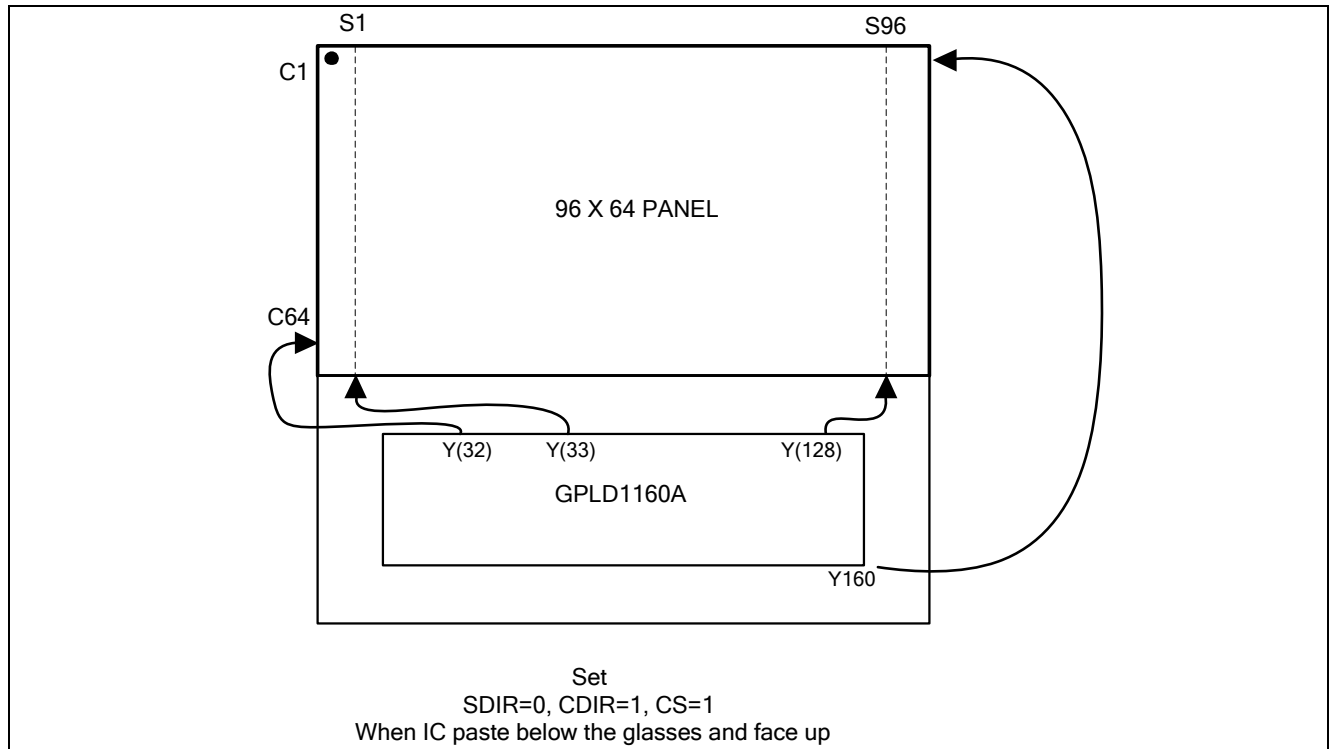 S1
S96
C1
96 X 64 PANEL
C64
Y(32)
Y(33)
Y(128)
GPLD1160A
Y160
Set
SDIR=0, CDIR=1, CS=1
When IC paste below the glasses and face up